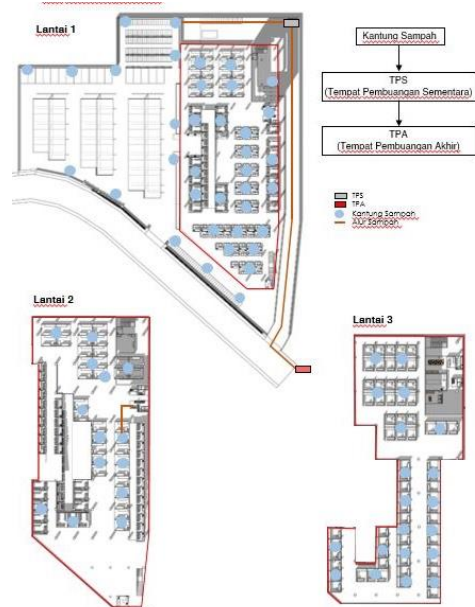 Lantai 1
Kantung Sampah
TPS
(Tempat Pembuangan Sementara)
TPA
(Tempat Pembuangan Akhir)
TPS
TPA
Kantung Sampah
Alur Sampah
Lantai 2
Lantai 3